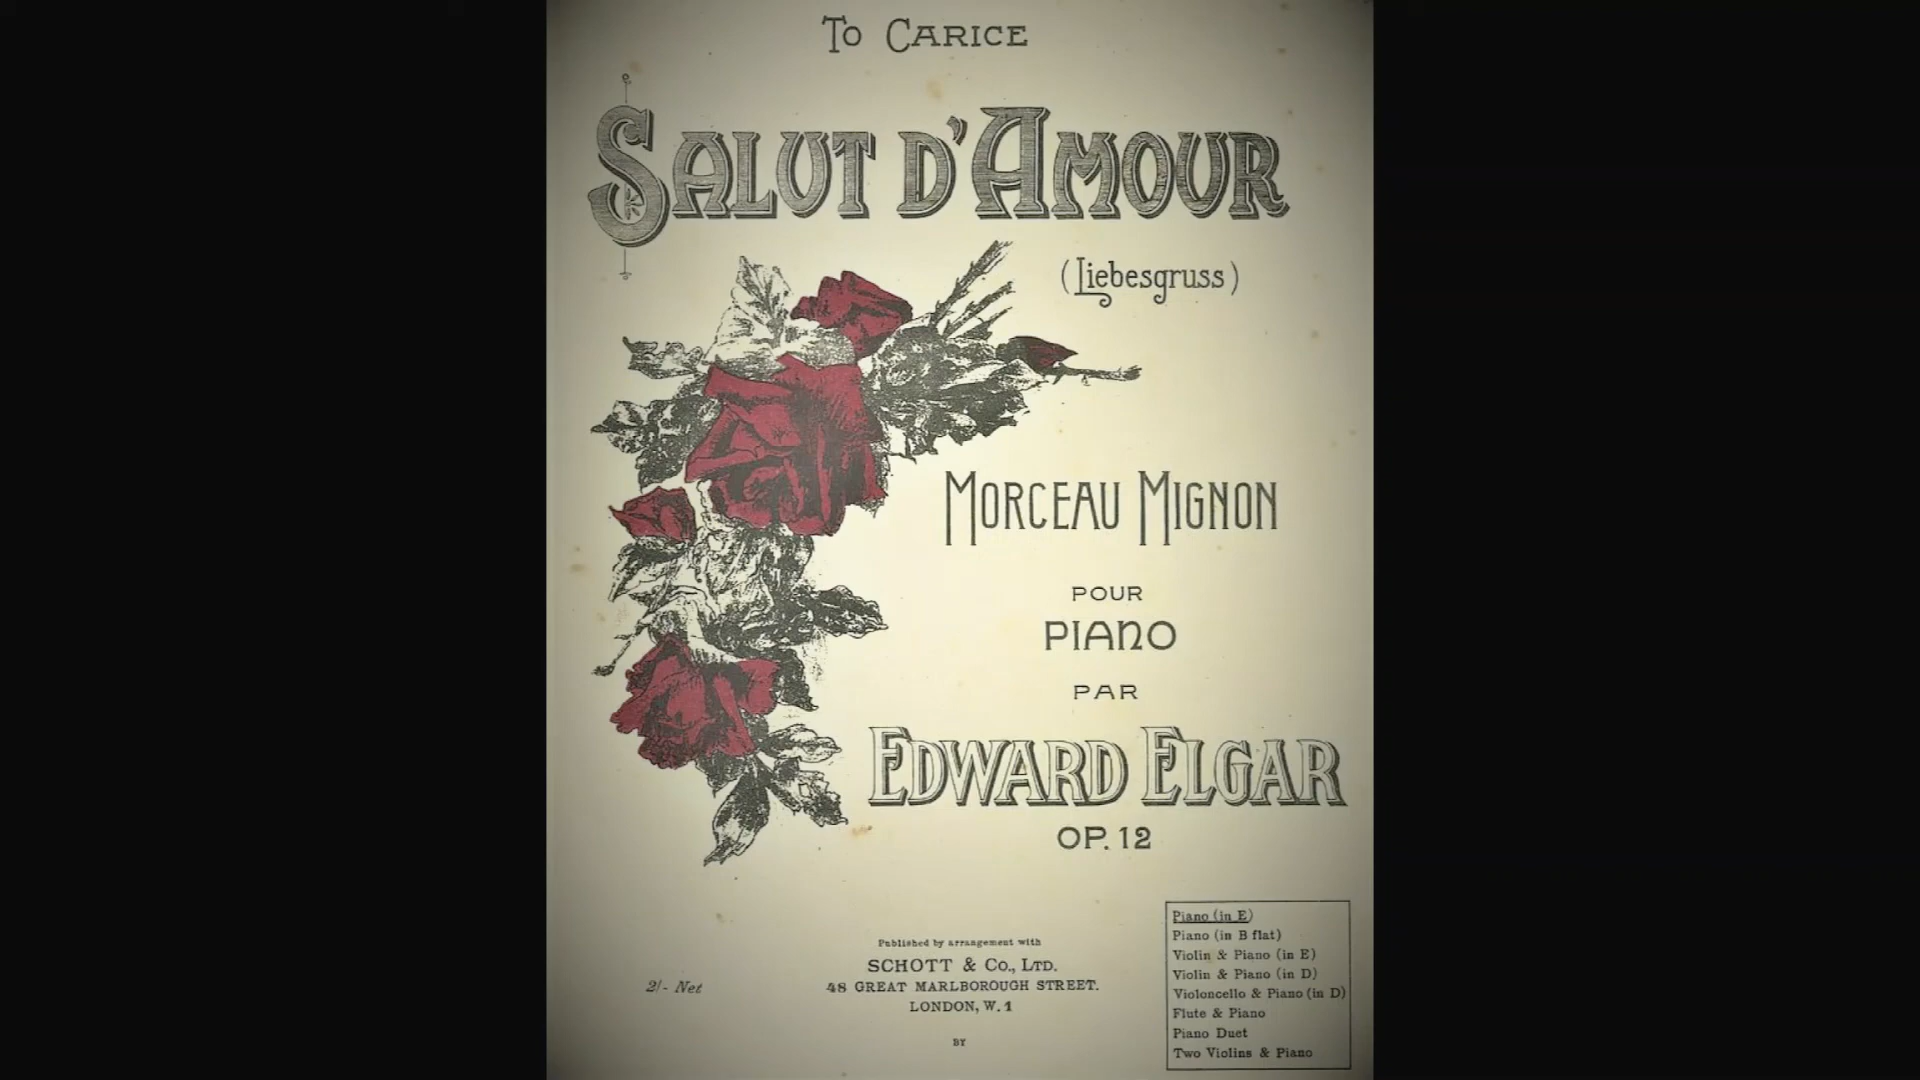 To Carice
Salut d'Amour
(Liebesgruss)
Morceau Mignon
POUR
PIANO
PAR
Edward Elgar
OP. 12
Published by arrangement with
SCHOTT & Co., Ltd.
48 GREAT MARLBOROUGH STREET.
LONDON, W. 1
BY
2/- Net
Piano (in E)
Piano (in B flat)
Violin & Piano (in E)
Violin & Piano (in D)
Violoncello & Piano (in D)
Flute & Piano
Piano Duet
Two Violins & Piano